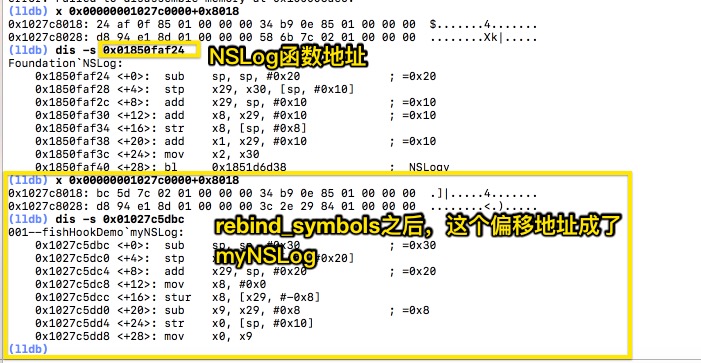 (lldb) x 0x00000001027c0000+0x8018
0x1027c8018: 24 af 0f 85 01 00 00 00 34 b9 0e 85 01 00 00 00  $.......4.......
0x1027c8028: d8 94 e1 8d 01 00 00 00 58 6b 7c 02 01 00 00 00  ........Xk|.....
(lldb) dis -s 0x01850faf24
NSLog函数地址
Foundation`NSLog:
0x1850faf24 <+0>:  sub    sp, sp, #0x20             ; =0x20
0x1850faf28 <+4>:  stp    x29, x30, [sp, #0x10]
0x1850faf2c <+8>:  add    x29, sp, #0x10            ; =0x10
0x1850faf30 <+12>: add    x8, x29, #0x10            ; =0x10
0x1850faf34 <+16>: str    x8, [sp, #0x8]
0x1850faf38 <+20>: add    x1, x29, #0x10            ; =0x10
0x1850faf3c <+24>: mov    x2, x30
0x1850faf40 <+28>: bl     0x1851d6d38               ; NSLogv
(lldb) x 0x00000001027c0000+0x8018
0x1027c8018: bc 5d 7c 02 01 00 00 00 34 b9 0e 85 01 00 00 00  .]|.....4.......
0x1027c8028: d8 94 e1 8d 01 00 00 00 3c 2e 29 84 01 00 00 00  ........<.).....
(lldb) dis -s 0x01027c5dbc
rebind_symbols之后，这个偏移地址成了
myNSLog
001--fishHookDemo`myNSLog:
0x1027c5dbc <+0>:  sub    sp, sp, #0x30             ; =0x30
0x1027c5dc0 <+4>:  stp    x29, x30, [sp, #0x20]
0x1027c5dc4 <+8>:  add    x29, sp, #0x20            ; =0x20
0x1027c5dc8 <+12>: mov    x8, #0x0
0x1027c5dcc <+16>: stur   x8, [x29, #-0x8]
0x1027c5dd0 <+20>: sub    x9, x29, #0x8             ; =0x8
0x1027c5dd4 <+24>: str    x0, [sp, #0x10]
0x1027c5dd8 <+28>: mov    x0, x9
(lldb)